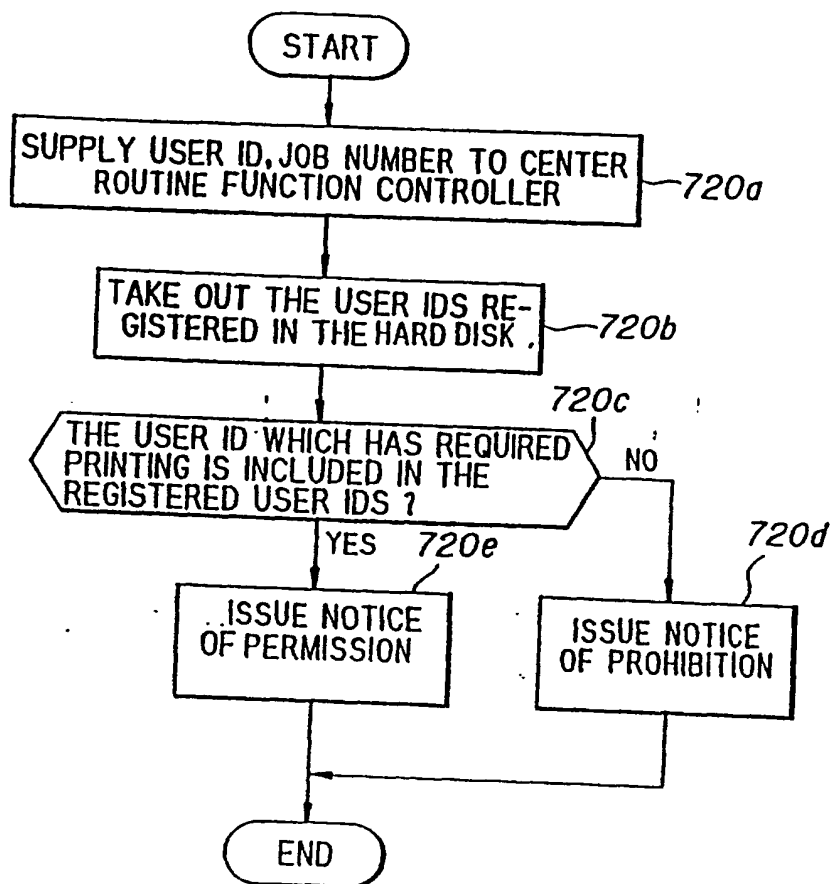 START
SUPPLY USER ID, JOB NUMBER TO CENTER
ROUTINE FUNCTION CONTROLLER
720a
TAKE OUT THE USER IDS RE-
GISTERED IN THE HARD DISK.
720b
720c
THE USER ID WHICH HAS REQUIRED
PRINTING IS INCLUDED IN THE
REGISTERED USER IDS ?
NO
YES
720e
720d
ISSUE NOTICE
OF PERMISSION
ISSUE NOTICE
OF PROHIBITION
END